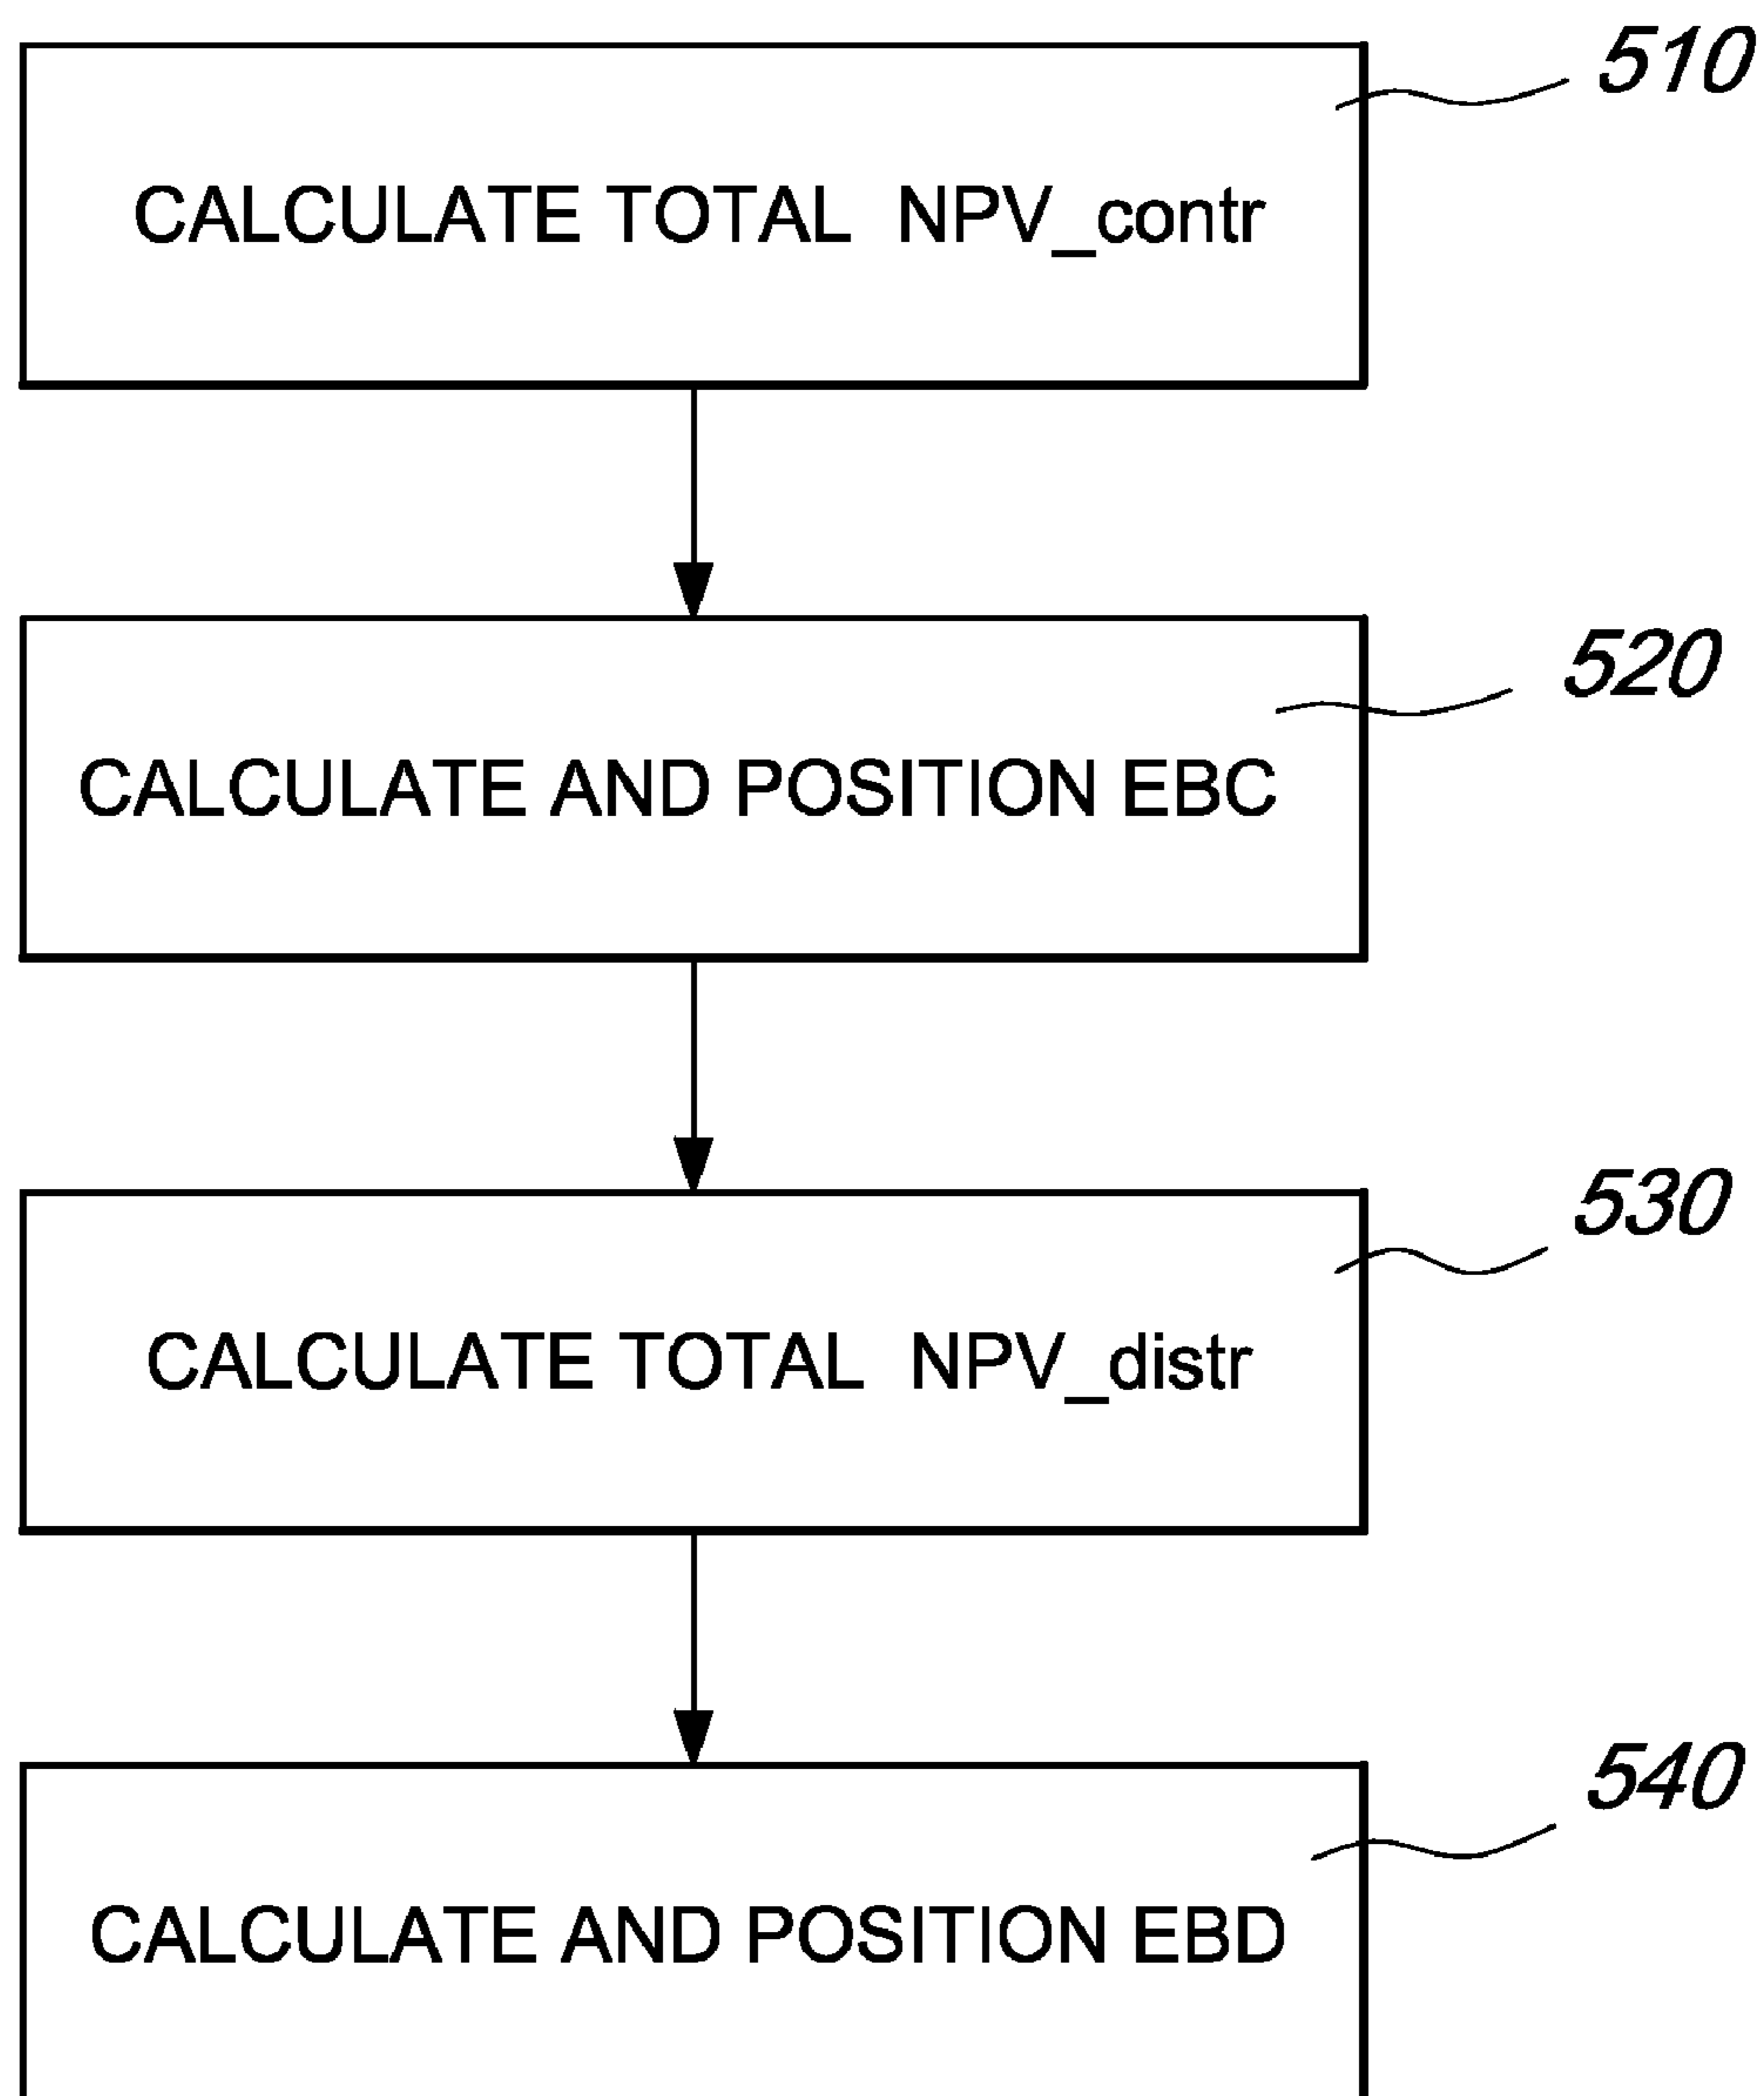 510
CALCULATE TOTAL NPV_contr
520
CALCULATE AND POSITION EBC
530
CALCULATE TOTAL NPV_distr
540
CALCULATE AND POSITION EBD